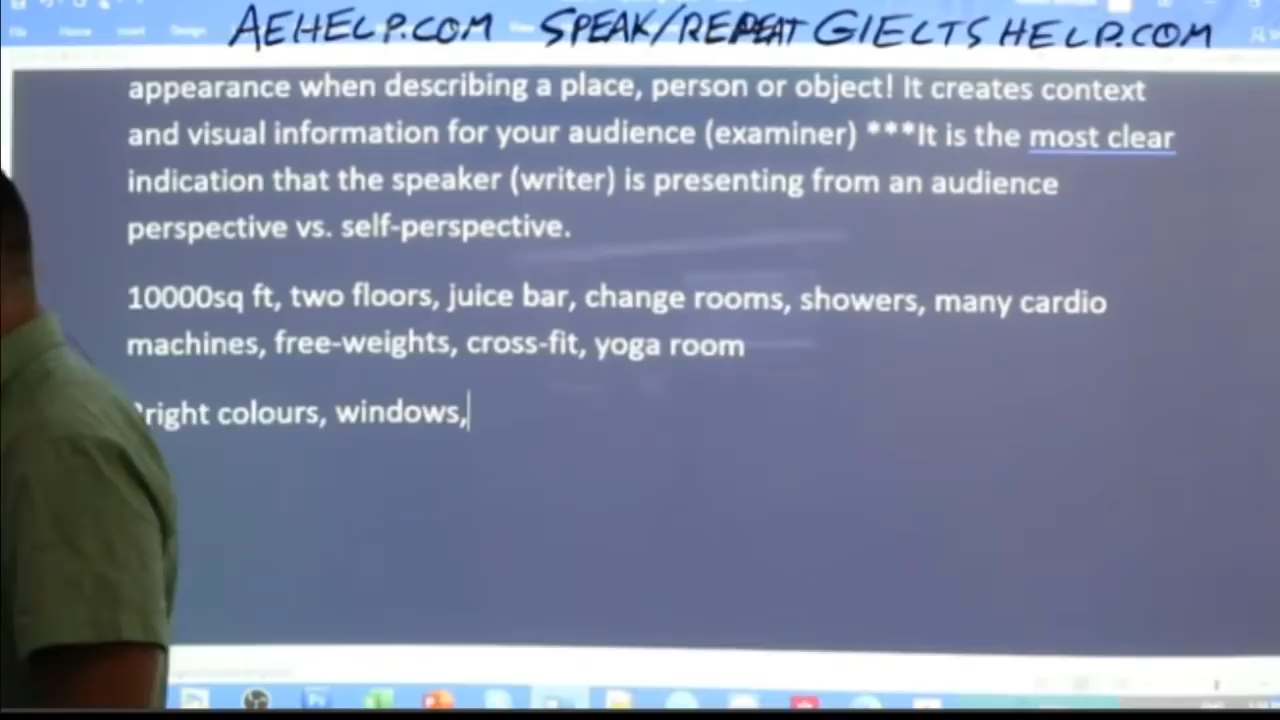 AEHELP.COM SPEAK/REPEAT GIELTSHELP.COM
appearance when describing a place, person or object! It creates context
and visual information for your audience (examiner) ***It is the most clear
indication that the speaker (writer) is presenting from an audience
perspective vs. self-perspective.
10000sq ft, two floors, juice bar, change rooms, showers, many cardio
machines, free-weights, cross-fit, yoga room
colours, windows,